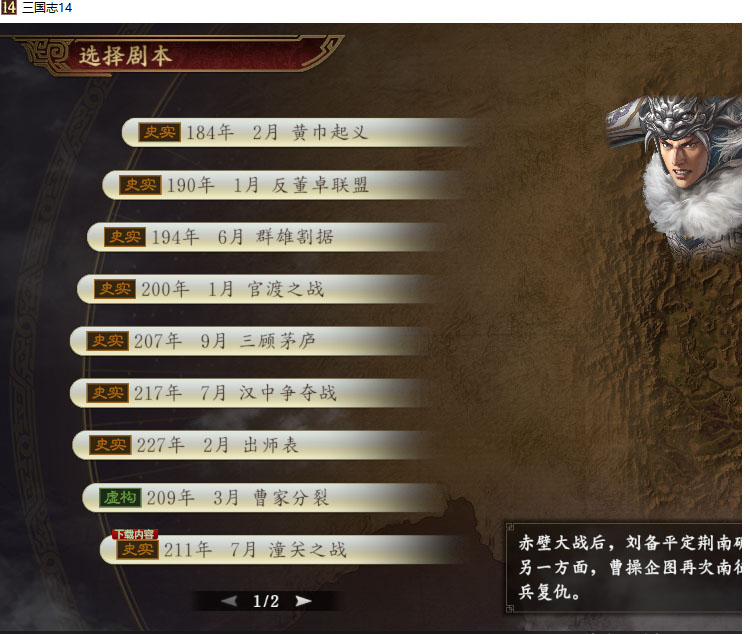 14 三国志14
选择剧本
史实 184年 2月 黄巾起义
史实 190年 1月 反董卓联盟
史实 194年 6月 群雄割据
史实 200年 1月 官渡之战
史实 207年 9月 三顾茅庐
史实 217年 7月 汉中争夺战
史实 227年 2月 出师表
虚构 209年 3月 曹家分裂
下载内容
史实 211年 7月 潼关之战
1/2
赤壁大战后，刘备平定荆南
另一方面，曹操企图再次南
兵复仇。